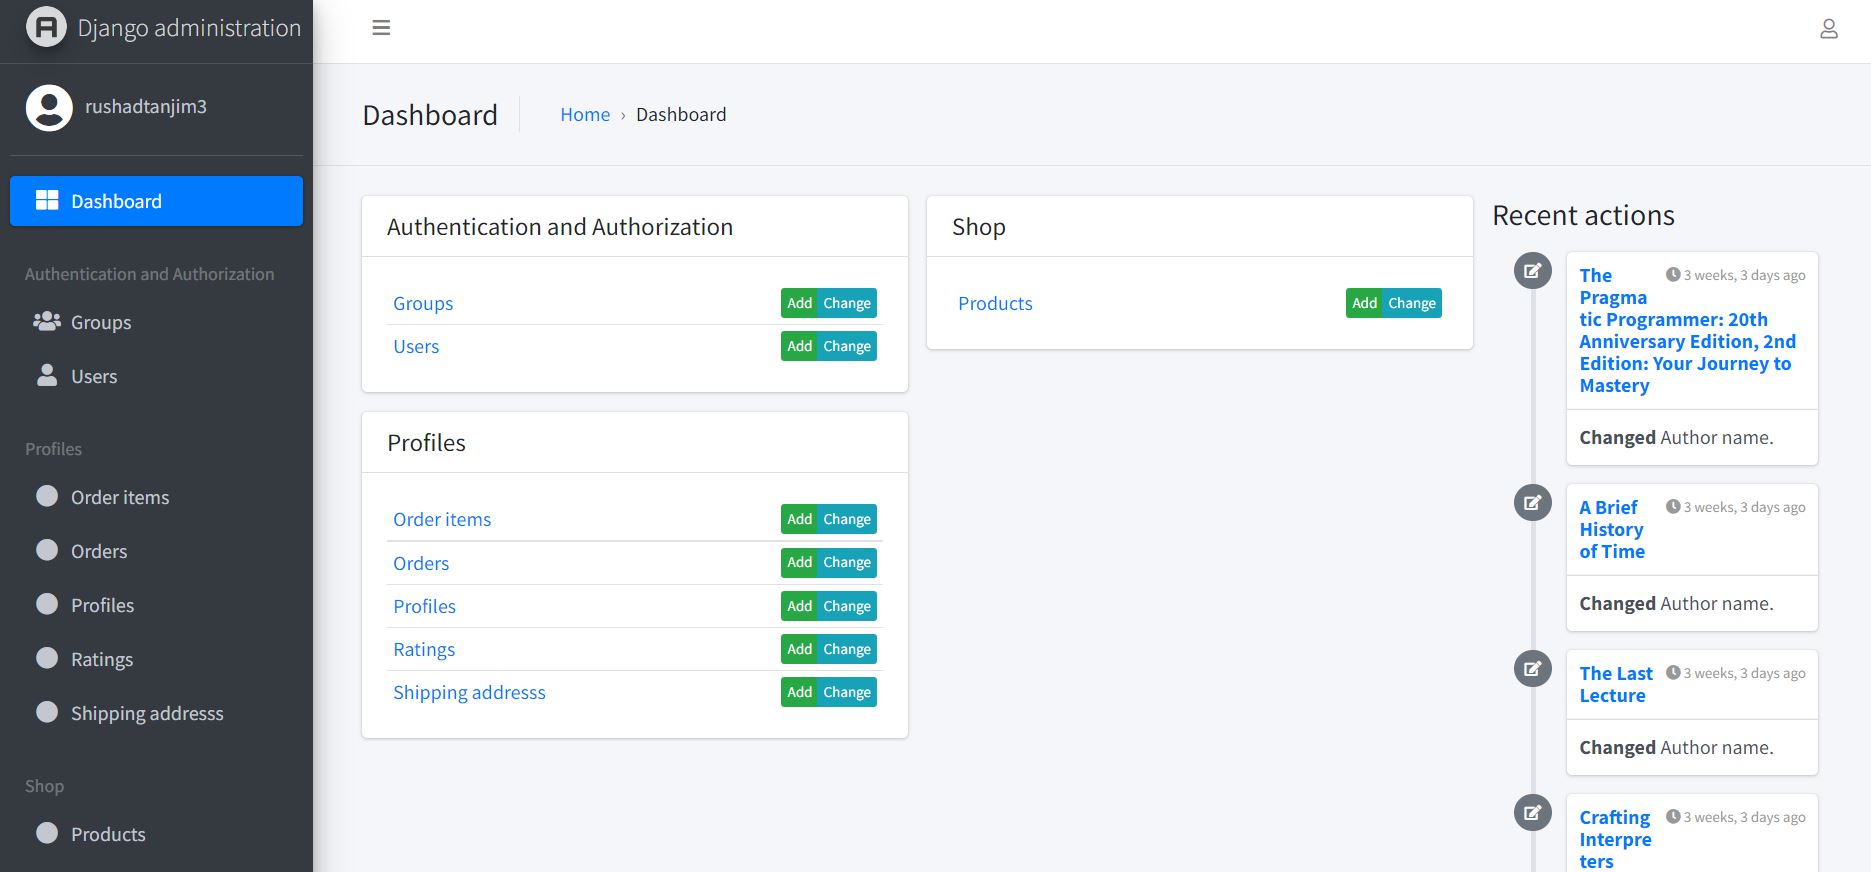 Django administration
rushadtanjim3
Dashboard
Authentication and Authorization
Groups
Users
Profiles
Order items
Orders
Profiles
Ratings
Shipping addresss
Shop
Products
Dashboard
Home › Dashboard
Authentication and Authorization
Groups Add Change
Users Add Change
Profiles
Order items Add Change
Orders Add Change
Profiles Add Change
Ratings Add Change
Shipping addresss Add Change
Shop
Products Add Change
Recent actions
The 3 weeks, 3 days ago
Pragma
tic Programmer: 20th
Anniversary Edition, 2nd
Edition: Your Journey to
Mastery
Changed Author name.
A Brief 3 weeks, 3 days ago
History
of Time
Changed Author name.
The Last 3 weeks, 3 days ago
Lecture
Changed Author name.
Crafting 3 weeks, 3 days ago
Interpre
ters